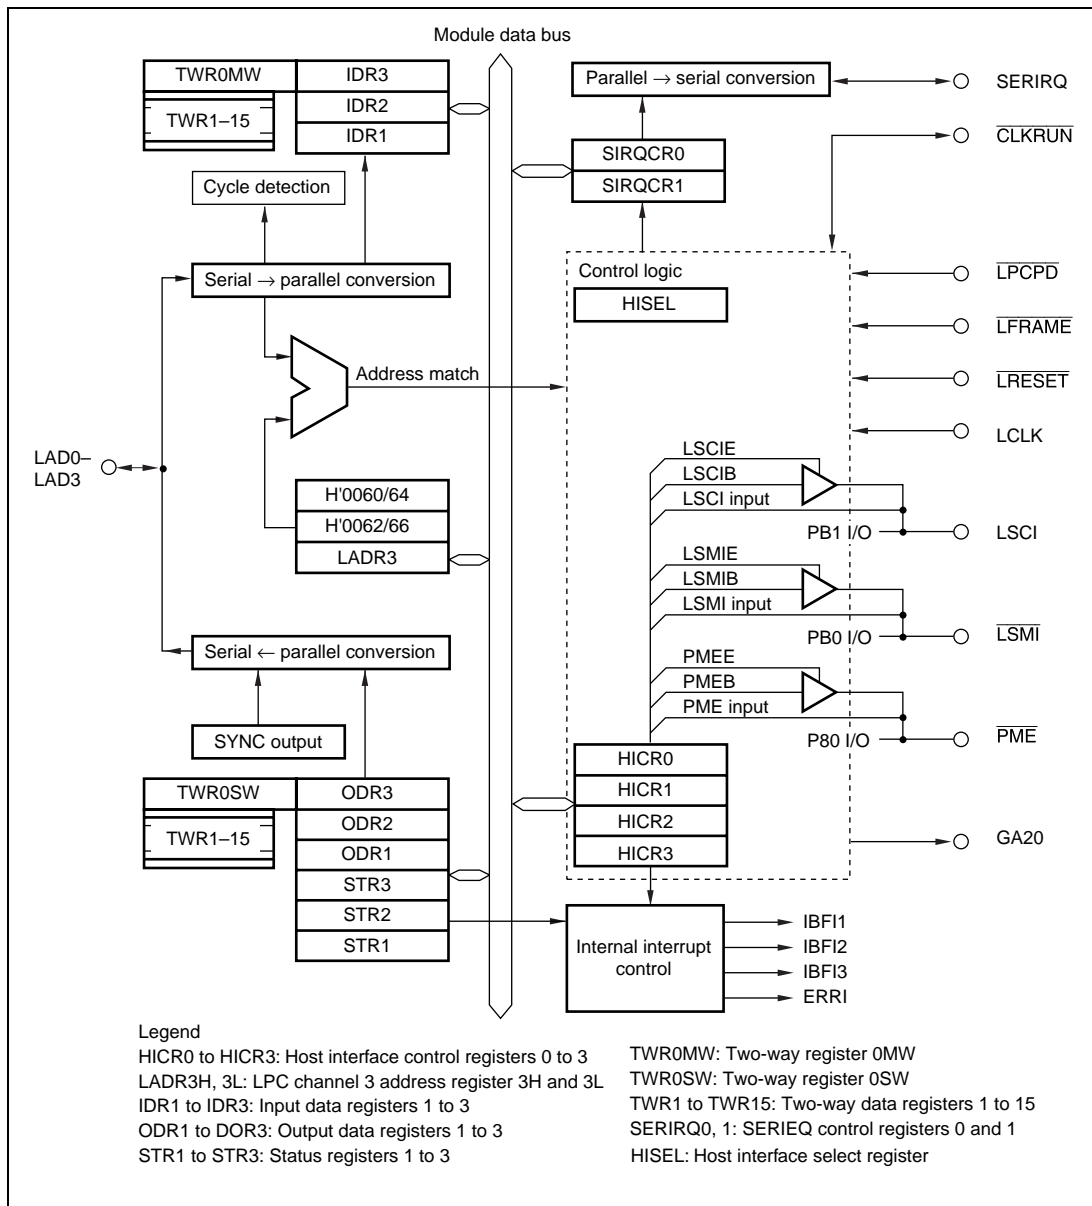 Module data bus
TWR0MW
IDR3
IDR2
IDR1
TWR1–15
Parallel → serial conversion
SERIRQ
CLKRUN
SIRQCR0
SIRQCR1
Cycle detection
Serial → parallel conversion
Control logic
HISEL
LPCPD
LFRAME
LRESET
LCLK
Address match
LAD0–
LAD3
H'0060/64
H'0062/66
LADR3
LSCIE
LSCIB
LSCI input
PB1 I/O
LSCI
LSMIE
LSMIB
LSMI input
PB0 I/O
LSMI
PMEE
PMEB
PME input
P80 I/O
PME
Serial ← parallel conversion
SYNC output
TWR0SW
TWR1–15
ODR3
ODR2
ODR1
STR3
STR2
STR1
HICR0
HICR1
HICR2
HICR3
GA20
Internal interrupt
control
IBFI1
IBFI2
IBFI3
ERRI
Legend
HICR0 to HICR3: Host interface control registers 0 to 3
LADR3H, 3L: LPC channel 3 address register 3H and 3L
IDR1 to IDR3: Input data registers 1 to 3
ODR1 to DOR3: Output data registers 1 to 3
STR1 to STR3: Status registers 1 to 3
TWR0MW: Two-way register 0MW
TWR0SW: Two-way register 0SW
TWR1 to TWR15: Two-way data registers 1 to 15
SERIRQ0, 1: SERIEQ control registers 0 and 1
HISEL: Host interface select register